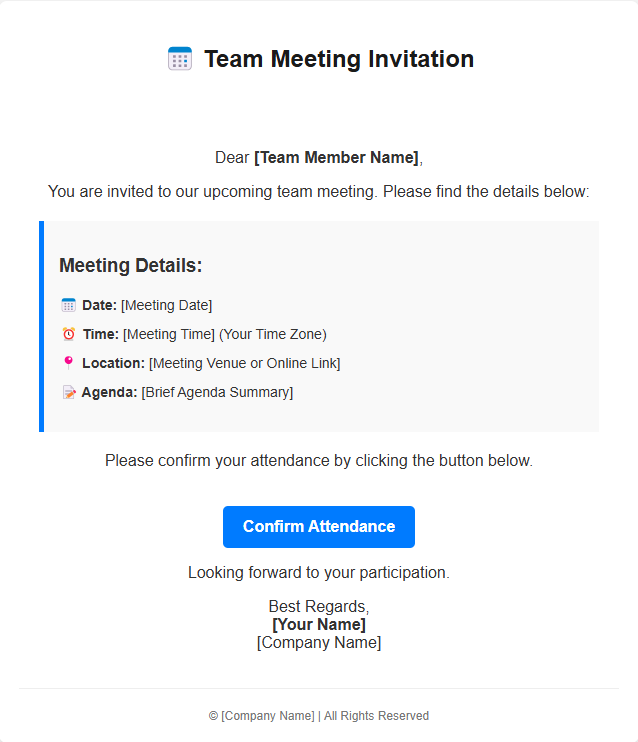 Team Meeting Invitation
Dear [Team Member Name],
You are invited to our upcoming team meeting. Please find the details below:
Meeting Details:
Date: [Meeting Date]
Time: [Meeting Time] (Your Time Zone)
Location: [Meeting Venue or Online Link]
Agenda: [Brief Agenda Summary]
Please confirm your attendance by clicking the button below.
Confirm Attendance
Looking forward to your participation.
Best Regards,
[Your Name]
[Company Name]
© [Company Name] | All Rights Reserved